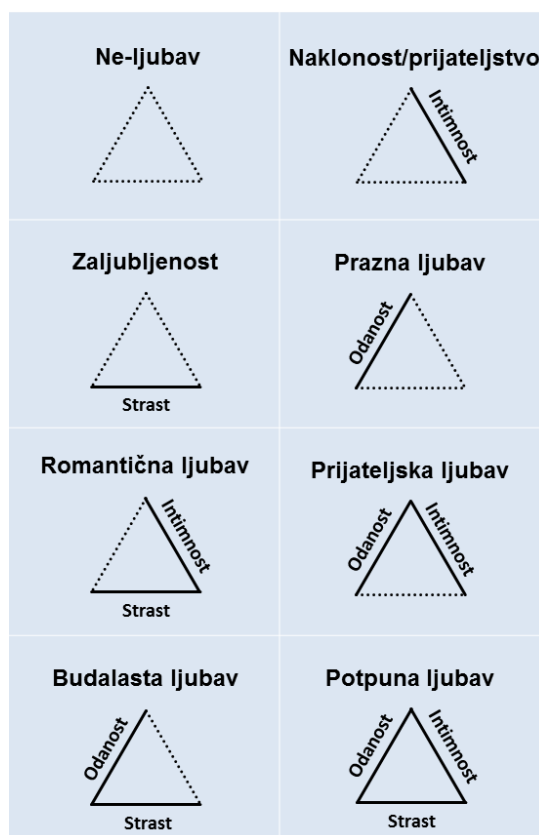 Ne-ljubav
Naklonost/prijateljstvo
Intimnost
Zaljubljenost
Strast
Prazna ljubav
Odanost
Romantična ljubav
Intimnost
Strast
Prijateljska ljubav
Odanost
Intimnost
Budalasta ljubav
Odanost
Strast
Potpuna ljubav
Odanost
Intimnost
Strast